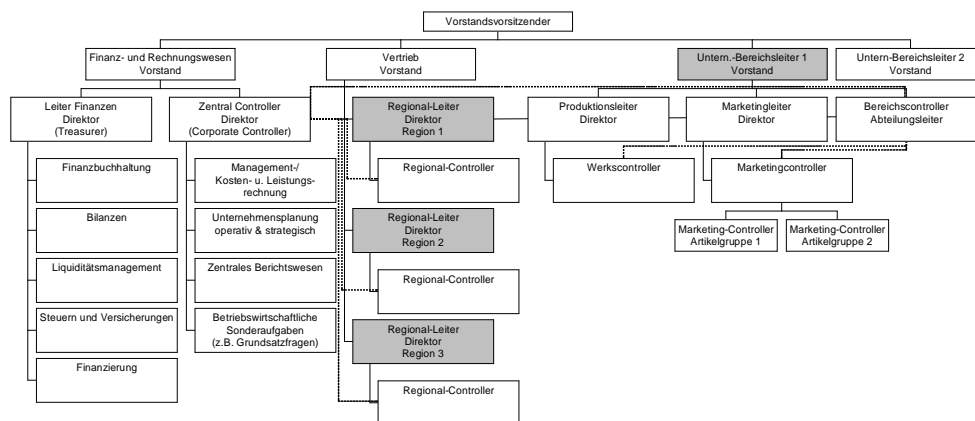 Vorstandsvorsitzender
Finanz- und Rechnungswesen
Vorstand
Vertrieb
Vorstand
Untern.-Bereichsleiter 1
Vorstand
Untern-Bereichsleiter 2
Vorstand
Leiter Finanzen
Direktor
(Treasurer)
Zentral Controller
Direktor
(Corporate Controller)
Regional-Leiter
Direktor
Region 1
Produktionsleiter
Direktor
Marketingleiter
Direktor
Bereichscontroller
Abteilungsleiter
Finanzbuchhaltung
Management-/
Kosten- u. Leistungs-
rechnung
Regional-Controller
Werkscontroller
Marketingcontroller
Bilanzen
Unternehmensplanung
operativ & strategisch
Regional-Leiter
Direktor
Region 2
Marketing-Controller
Artikelgruppe 1
Marketing-Controller
Artikelgruppe 2
Liquiditätsmanagement
Zentrales Berichtswesen
Regional-Controller
Steuern und Versicherungen
Betriebswirtschaftliche
Sonderaufgaben
(z.B. Grundsatzfragen)
Regional-Leiter
Direktor
Region 3
Finanzierung
Regional-Controller